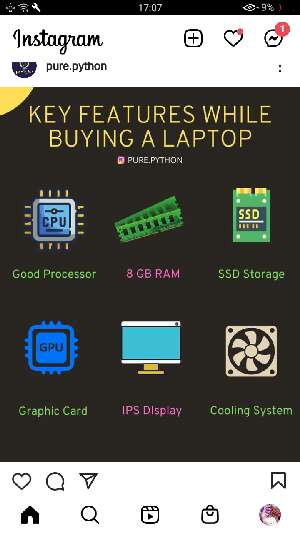 17:07
9%
Instagram
1
pure.python
KEY FEATURES WHILE
BUYING A LAPTOP
PURE.PYTHON
CPU
SSD
Good Processor
8 GB RAM
SSD Storage
GPU
Graphic Card
IPS DIsplay
Cooling System